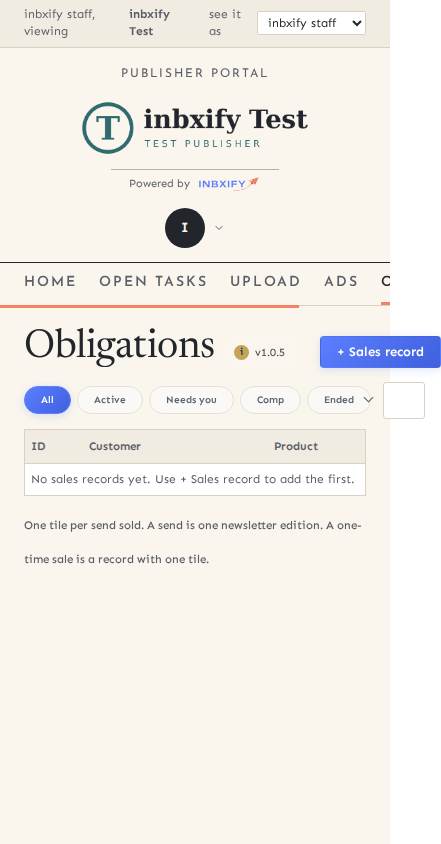 inbxify staff, viewing
inbxify Test
see it as
inbxify staff
PUBLISHER PORTAL
T
inbxify Test
TEST PUBLISHER
Powered by INBXIFY
I
HOME OPEN TASKS UPLOAD ADS
Obligations
i
v1.0.5
+ Sales record
All Active Needs you Comp Ended
ID Customer Product
No sales records yet. Use + Sales record to add the first.
One tile per send sold. A send is one newsletter edition. A one-
time sale is a record with one tile.